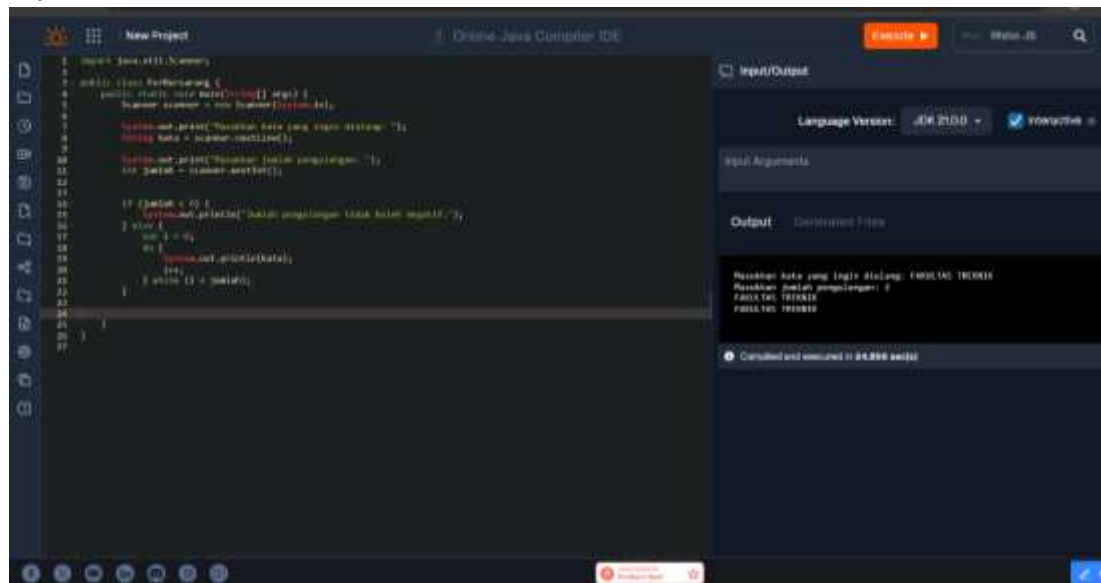 New Project
Online Java Compiler IDE
Execute
Rhino JS
import java.util.Scanner;
public class ForBersarang {
public static void main(String[] args) {
Scanner scanner = new Scanner(System.in);
System.out.print("Masukkan kata yang ingin diulang: ");
String kata = scanner.nextLine();
System.out.print("Masukkan jumlah pengulangan: ");
int jumlah = scanner.nextInt();
if (jumlah < 0) {
System.out.println("Jumlah pengulangan tidak boleh negatif.");
} else {
int i = 0;
do {
System.out.println(kata);
i++;
} while (i < jumlah);
}
}
}
Input/Output
Language Version: JDK 21.0.0
Interactive
Input Arguments
Output Generated Files
Masukkan kata yang ingin diulang: FAKULTAS
Masukkan jumlah pengulangan:
FAKULTAS
FAKULTAS
Compiled and executed in sec(s)